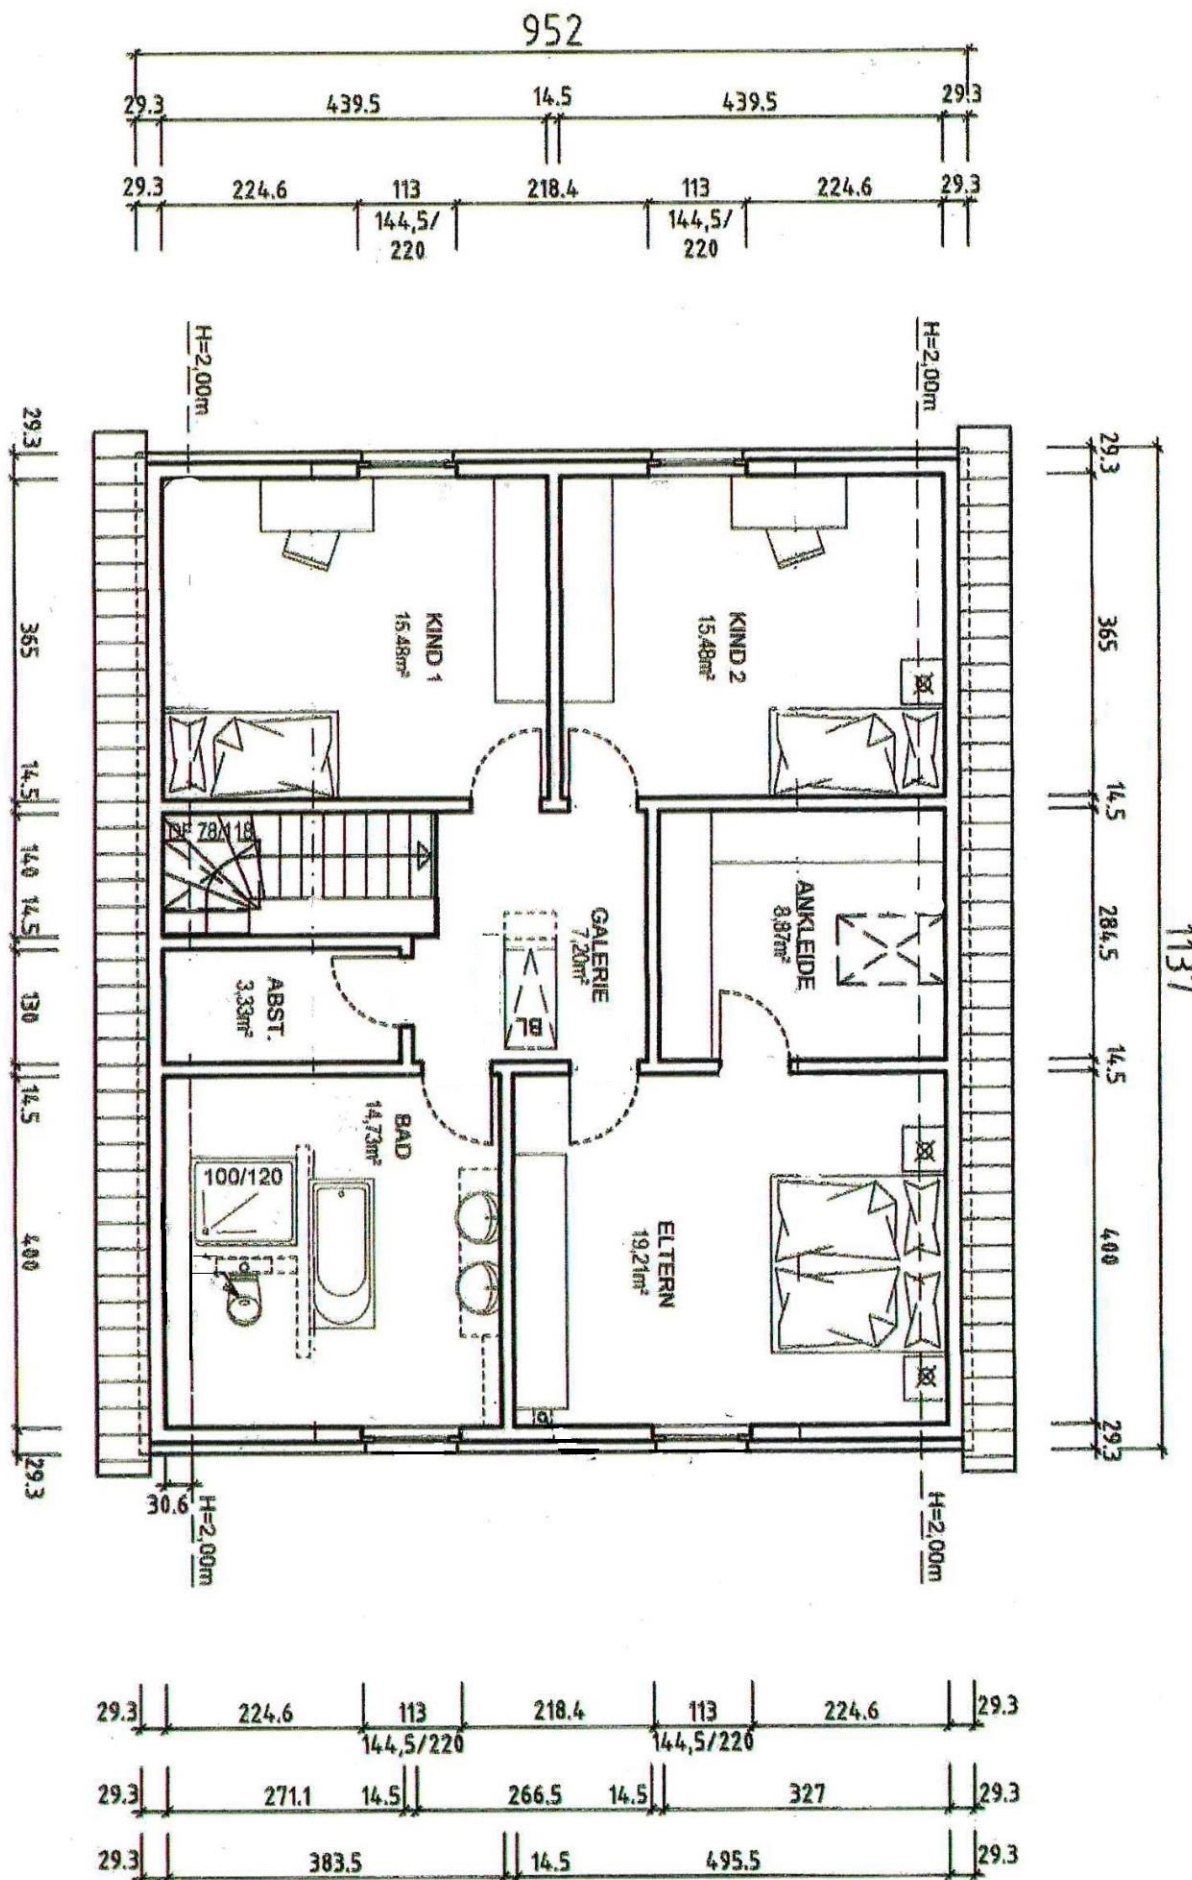 952
29.3 439.5 14.5 439.5 29.3
29.3 224.6 113 218.4 113 224.6 29.3
144,5/ 144,5/
220 220
H=2,00m
H=2,00m
29.3
365
14.5
140
14.5
130
14.5
400
29.3
29.3
365
14.5
284.5
14.5
400
29.3
1137
KIND 1
15.48m²
KIND 2
15.48m²
78/118
GALERIE
7,20m²
ANKLEIDE
8,87m²
ABST.
3,33m²
BL
BAD
14,73m²
100/120
ELTERN
19,21m²
30.6
H=2,00m
H=2,00m
29.3 224.6 113 218.4 113 224.6 29.3
144,5/220 144,5/220
29.3 271.1 14.5 266.5 14.5 327 29.3
29.3 383.5 14.5 495.5 29.3